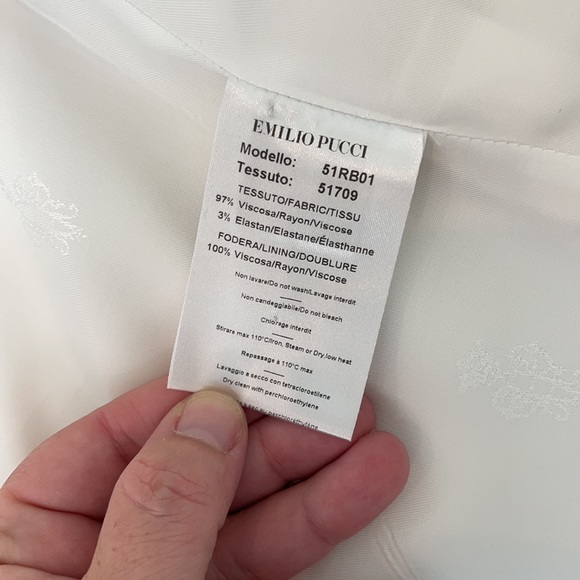 EMILIO PUCCI
Modello: 51RB01
Tessuto: 51709
TESSUTO/FABRIC/TISSU
97% Viscosa/Rayon/Viscose
3% Elastan/Elastane/Élasthanne
FODERA/LINING/DOUBLURE
100% Viscosa/Rayon/Viscose
Non lavare/Do not wash/Lavage interdit
Non candeggiabile/Do not bleach
Chlorage interdit
Stirare max 110°C/Iron, Steam or Dry, low heat
Repassage à 110°C max
Lavaggio a secco con tetracloroetilene
Dry clean with perchloroethylene
perchloroethylène